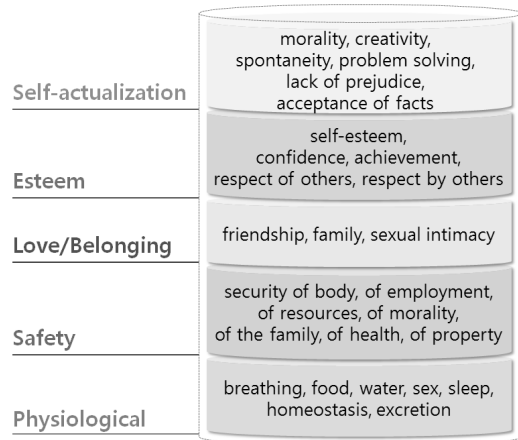 Self-actualization
morality, creativity,
spontaneity, problem solving,
lack of prejudice,
acceptance of facts
Esteem
self-esteem,
confidence, achievement,
respect of others, respect by others
Love/Belonging
friendship, family, sexual intimacy
Safety
security of body, of employment,
of resources, of morality,
of the family, of health, of property
Physiological
breathing, food, water, sex, sleep,
homeostasis, excretion